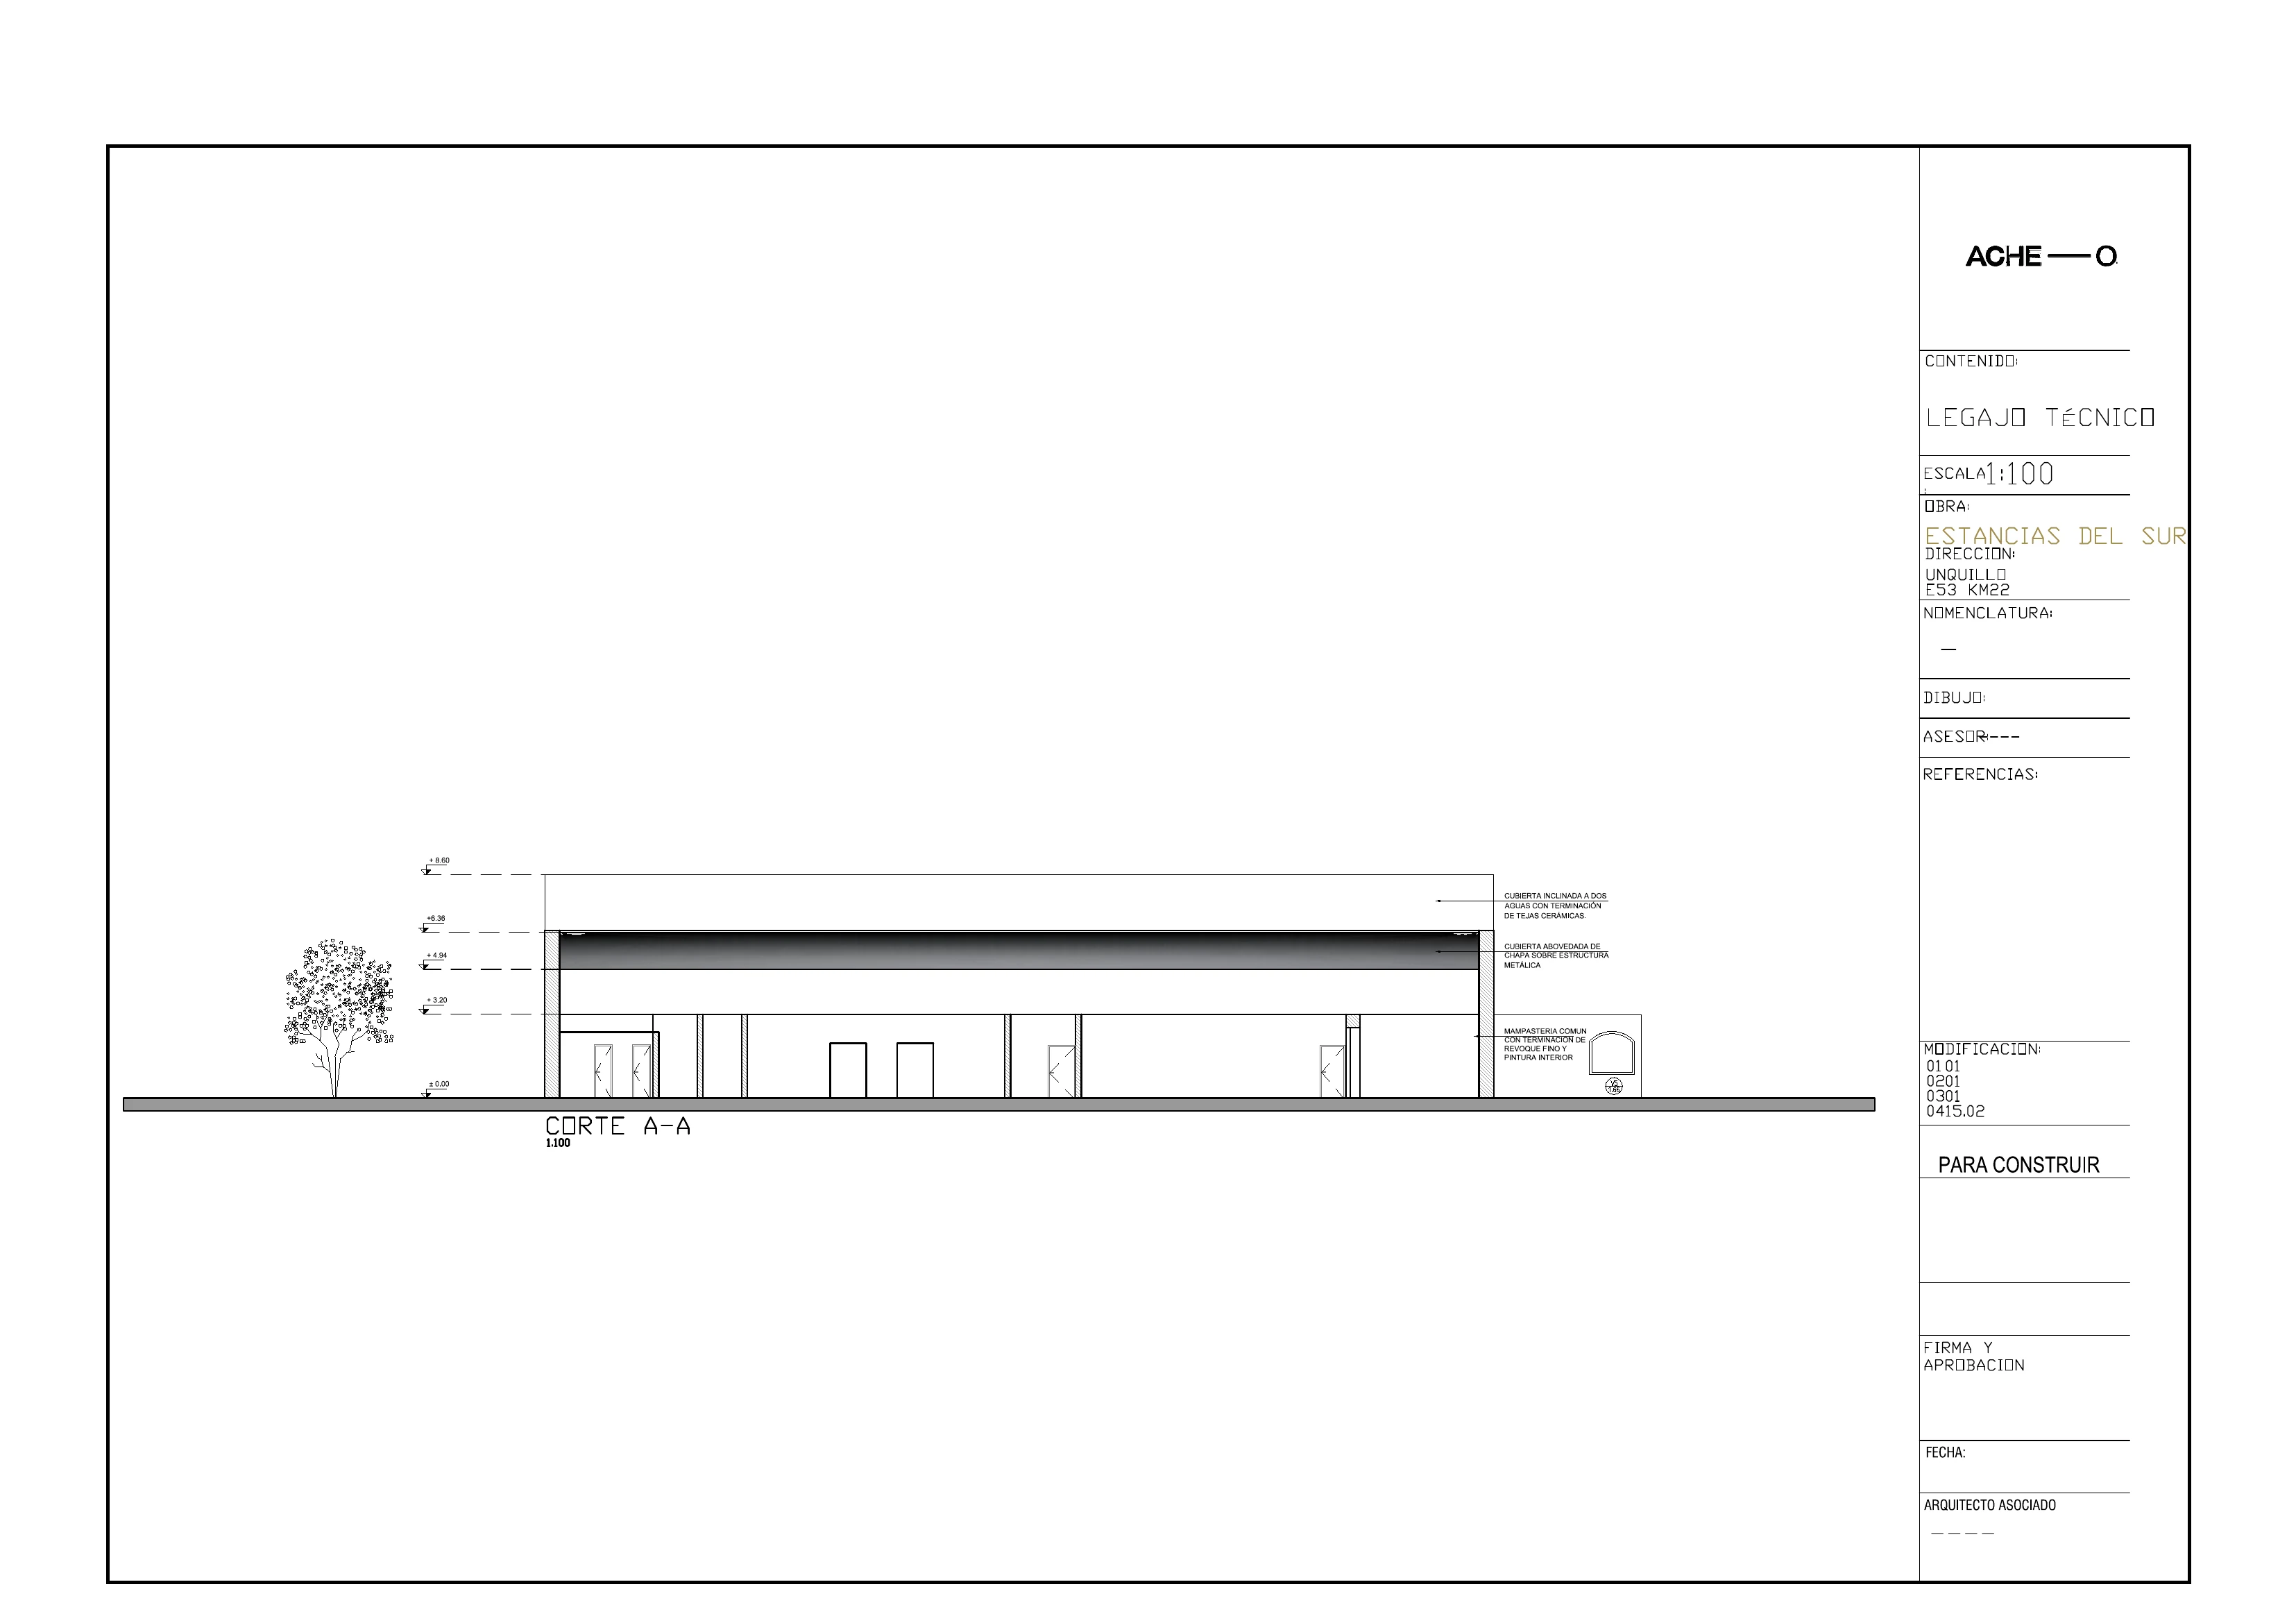 ACHE — O
CONTENIDO:
LEGAJO TÉCNICO
ESCALA 1:100
:
OBRA:
ESTANCIAS DEL SUR
DIRECCION:
UNQUILLO
E53 KM22
NOMENCLATURA:
—
DIBUJO:
ASESOR:----
REFERENCIAS:
MODIFICACION:
0101
0201
0301
0415.02
PARA CONSTRUIR
FIRMA Y
APROBACION
FECHA:
ARQUITECTO ASOCIADO
————
+ 8.60
+6.36
+ 4.94
+ 3.20
± 0.00
CUBIERTA INCLINADA A DOS
AGUAS CON TERMINACIÓN
DE TEJAS CERÁMICAS.
CUBIERTA ABOVEDADA DE
CHAPA SOBRE ESTRUCTURA
METÁLICA
MAMPASTERIA COMUN
CON TERMINACION DE
REVOQUE FINO Y
PINTURA INTERIOR
CORTE A-A
1.100